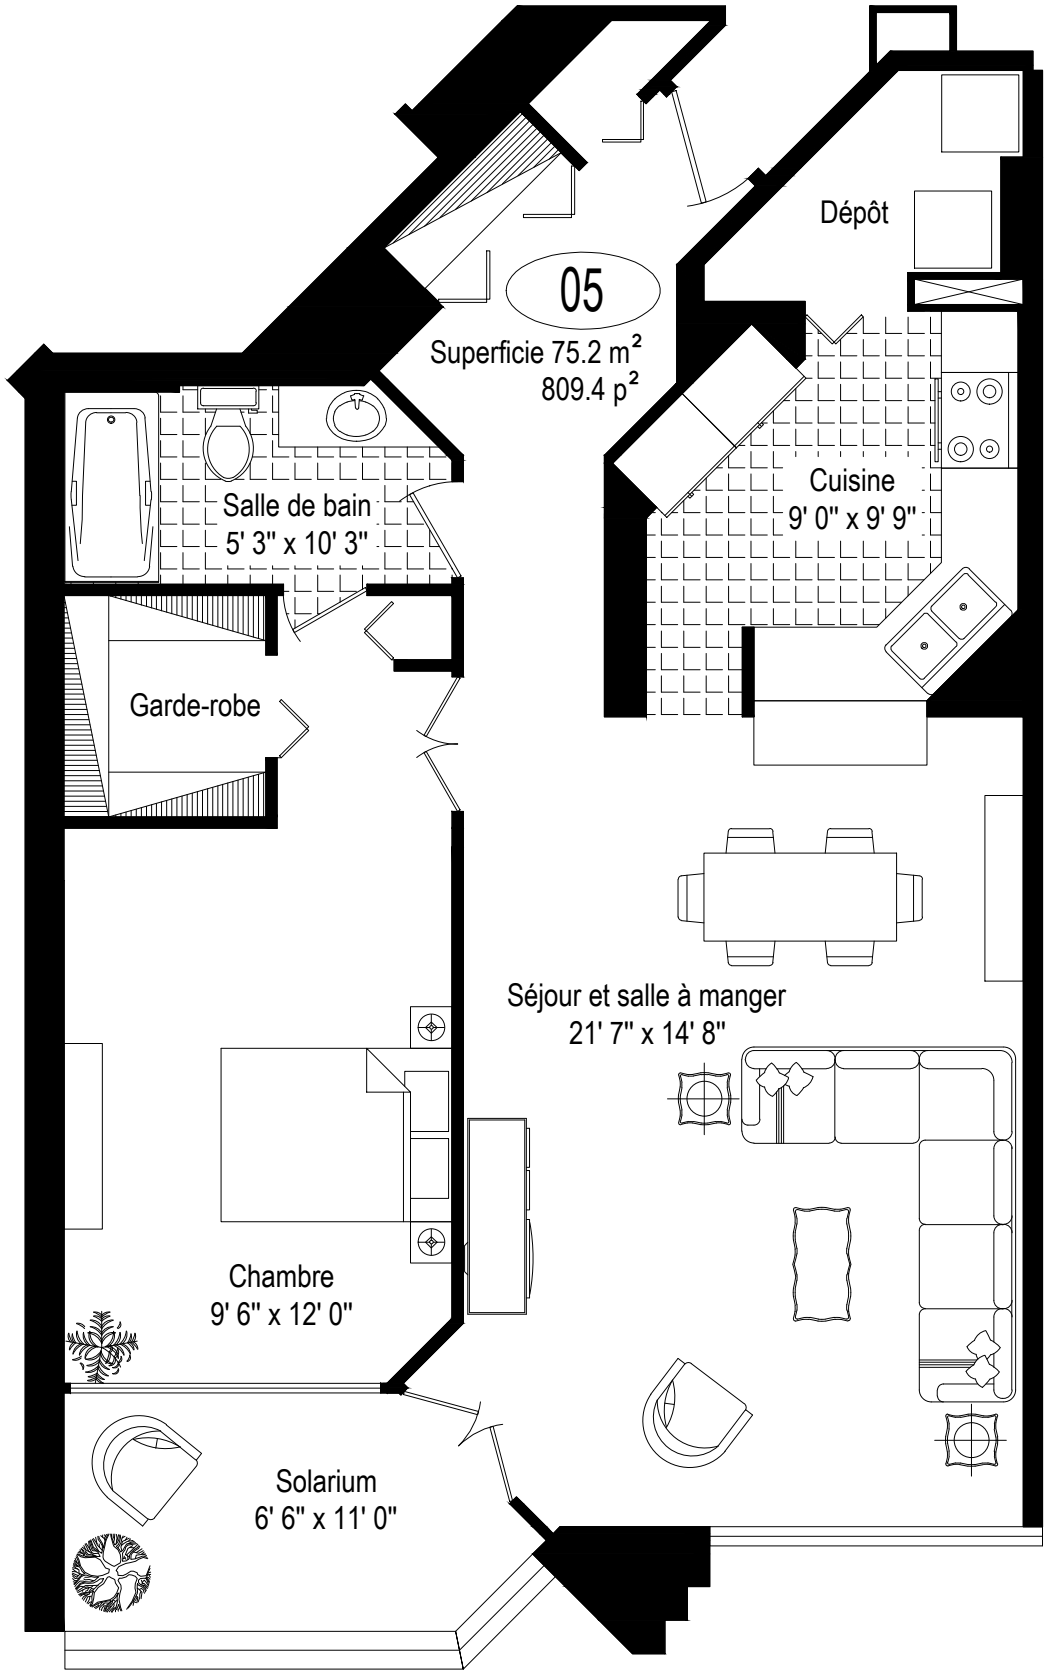 Dépôt
05
Superficie 75.2 m²
809.4 p²
Cuisine
9' 0" x 9' 9"
Salle de bain
5' 3" x 10' 3"
Garde-robe
Séjour et salle à manger
21' 7" x 14' 8"
Chambre
9' 6" x 12' 0"
Solarium
6' 6" x 11' 0"